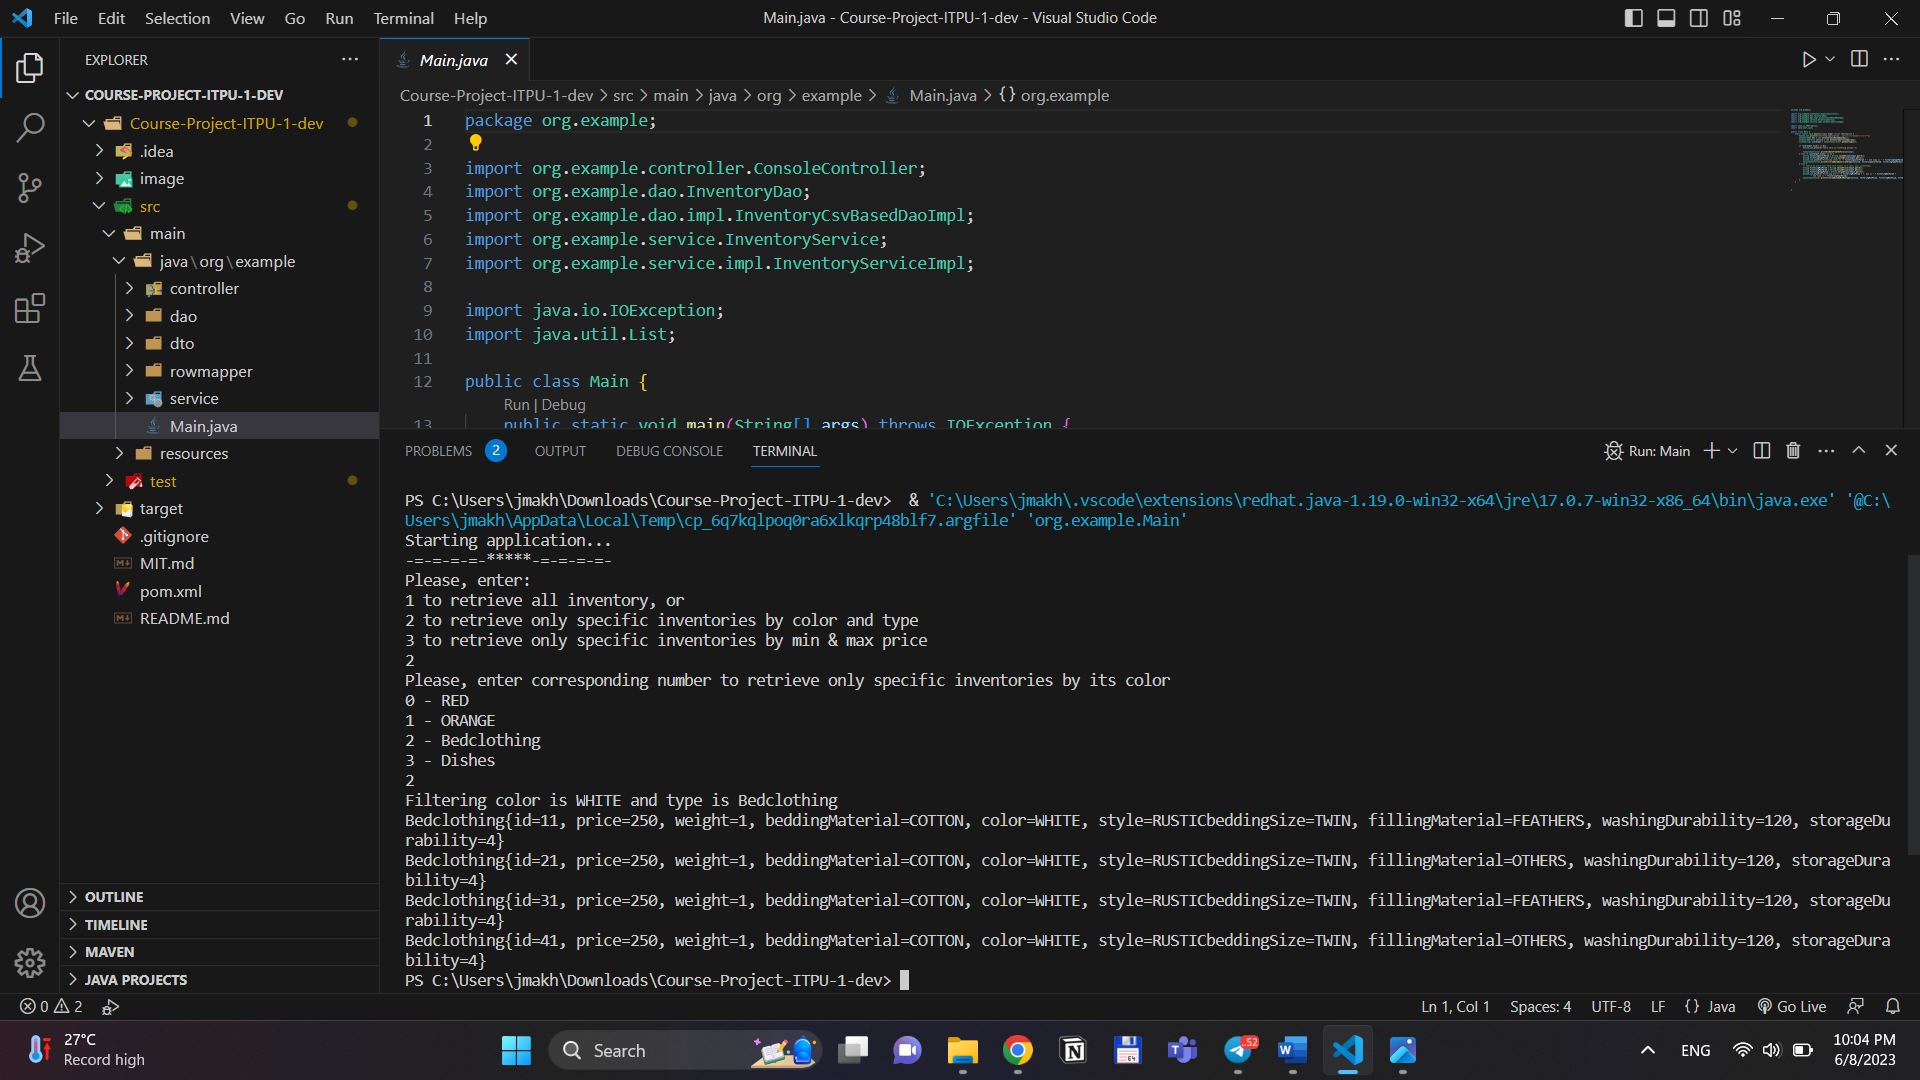 File Edit Selection View Go Run Terminal Help
Main.java - Course-Project-ITPU-1-dev - Visual Studio Code
EXPLORER
COURSE-PROJECT-ITPU-1-DEV
Course-Project-ITPU-1-dev
.idea
image
src
main
java\org\example
controller
dao
dto
rowmapper
service
Main.java
resources
test
target
.gitignore
MIT.md
pom.xml
README.md
OUTLINE
TIMELINE
MAVEN
JAVA PROJECTS
Main.java
Course-Project-ITPU-1-dev > src > main > java > org > example > Main.java > {} org.example
1 package org.example;
2
3 import org.example.controller.ConsoleController;
4 import org.example.dao.InventoryDao;
5 import org.example.dao.impl.InventoryCsvBasedDaoImpl;
6 import org.example.service.InventoryService;
7 import org.example.service.impl.InventoryServiceImpl;
8
9 import java.io.IOException;
10 import java.util.List;
11
12 public class Main {
Run | Debug
13 public static void main(String[] args) throws IOException {
PROBLEMS 2 OUTPUT DEBUG CONSOLE TERMINAL
Run: Main
PS C:\Users\jmakh\Downloads\Course-Project-ITPU-1-dev>  & 'C:\Users\jmakh\.vscode\extensions\redhat.java-1.19.0-win32-x64\jre\17.0.7-win32-x86_64\bin\java.exe' '@C:\
Users\jmakh\AppData\Local\Temp\cp_6q7kqlpoq0ra6xlkqrp48blf7.argfile' 'org.example.Main'
Starting application...
-=-=-=-=-*****-=-=-=-=-
Please, enter:
1 to retrieve all inventory, or
2 to retrieve only specific inventories by color and type
3 to retrieve only specific inventories by min & max price
2
Please, enter corresponding number to retrieve only specific inventories by its color
0 - RED
1 - ORANGE
2 - Bedclothing
3 - Dishes
2
Filtering color is WHITE and type is Bedclothing
Bedclothing{id=11, price=250, weight=1, beddingMaterial=COTTON, color=WHITE, style=RUSTICbeddingSize=TWIN, fillingMaterial=FEATHERS, washingDurability=120, storageDu
rability=4}
Bedclothing{id=21, price=250, weight=1, beddingMaterial=COTTON, color=WHITE, style=RUSTICbeddingSize=TWIN, fillingMaterial=OTHERS, washingDurability=120, storageDura
bility=4}
Bedclothing{id=31, price=250, weight=1, beddingMaterial=COTTON, color=WHITE, style=RUSTICbeddingSize=TWIN, fillingMaterial=FEATHERS, washingDurability=120, storageDu
rability=4}
Bedclothing{id=41, price=250, weight=1, beddingMaterial=COTTON, color=WHITE, style=RUSTICbeddingSize=TWIN, fillingMaterial=OTHERS, washingDurability=120, storageDura
bility=4}
PS C:\Users\jmakh\Downloads\Course-Project-ITPU-1-dev>
0 2
Ln 1, Col 1 Spaces: 4 UTF-8 LF {} Java Go Live
27°C
Record high
Search
52
ENG
10:04 PM
6/8/2023